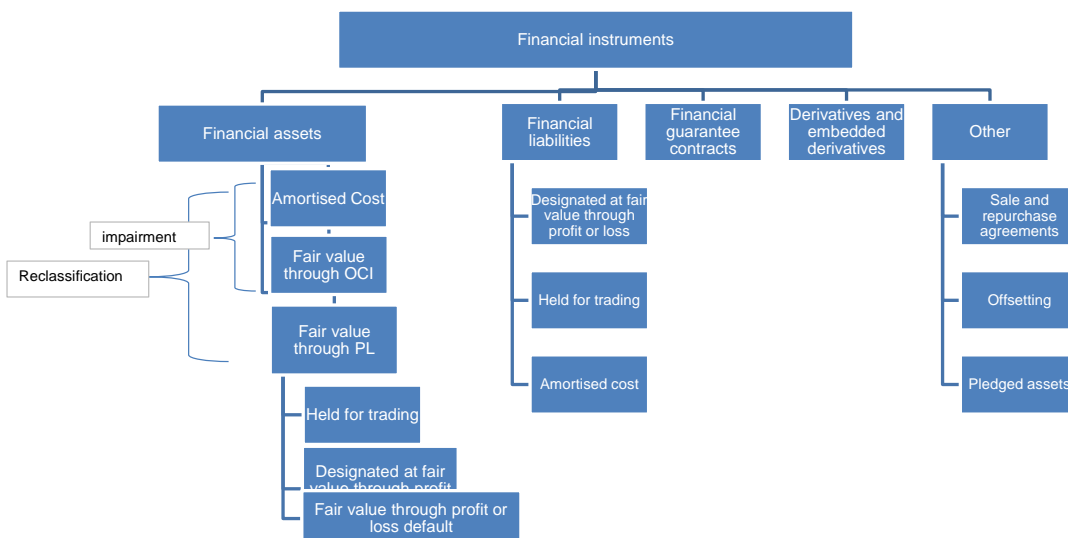 Financial instruments
Financial assets
Financial
liabilities
Financial
guarantee
contracts
Derivatives and
embedded
derivatives
Other
Amortised Cost
Fair value
through OCI
Fair value
through PL
Held for trading
Designated at fair
value through profit
Fair value through profit or
loss default
impairment
Reclassification
Designated at fair
value through
profit or loss
Held for trading
Amortised cost
Sale and
repurchase
agreements
Offsetting
Pledged assets